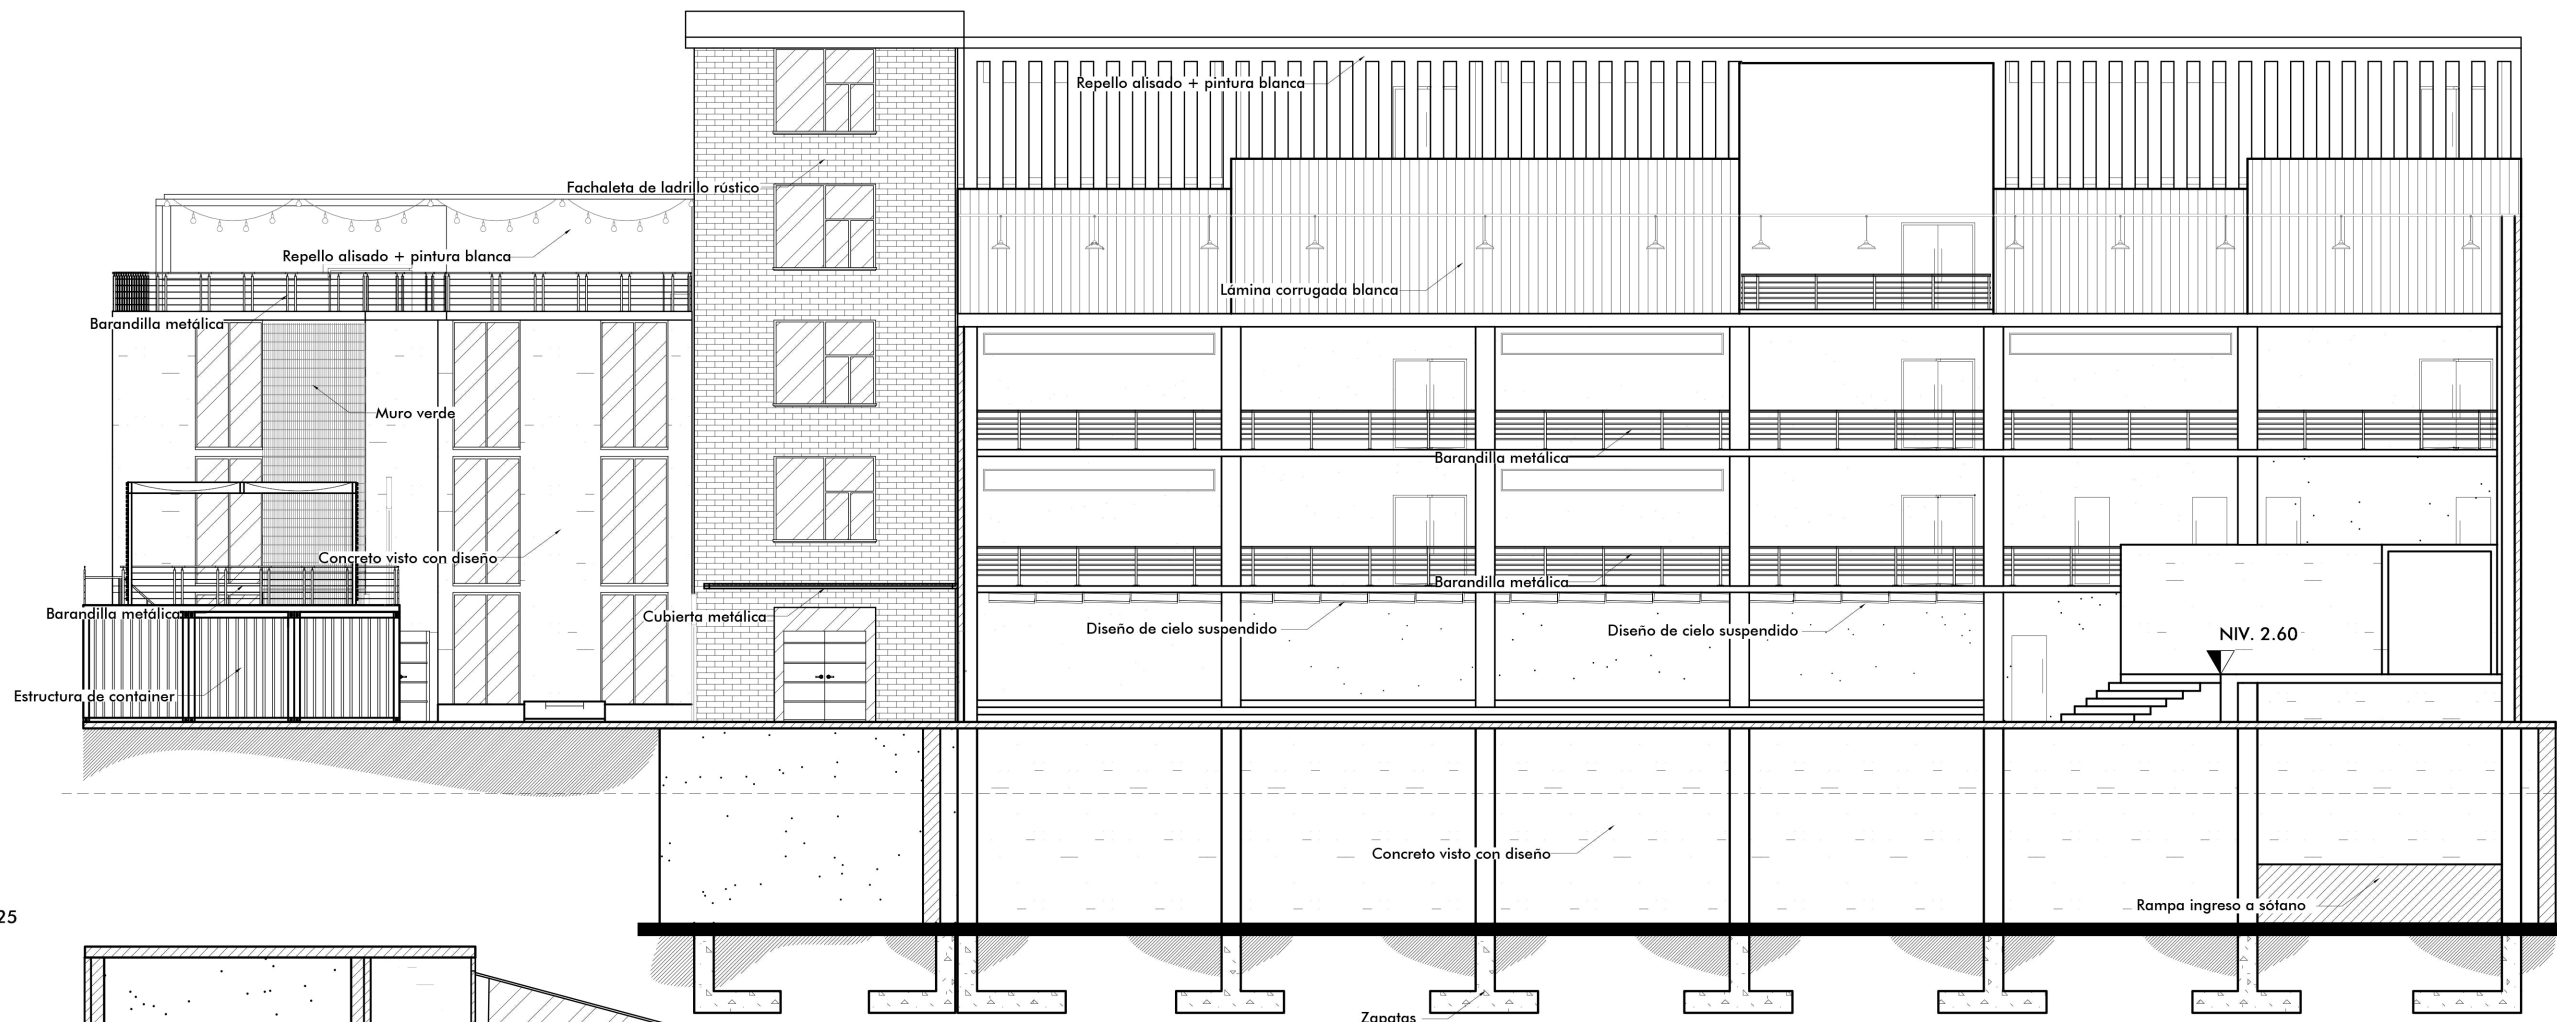 Repello alisado + pintura blanca
Fachaleta de ladrillo rústico
Repello alisado + pintura blanca
Lámina corrugada blanca
Barandilla metálica
Muro verde
Barandilla metálica
Concreto visto con diseño
Barandilla metálica
Barandilla metálica
Cubierta metálica
Diseño de cielo suspendido
Diseño de cielo suspendido
NIV. 2.60
Estructura de container
Concreto visto con diseño
Rampa ingreso a sótano
25
Zapatas